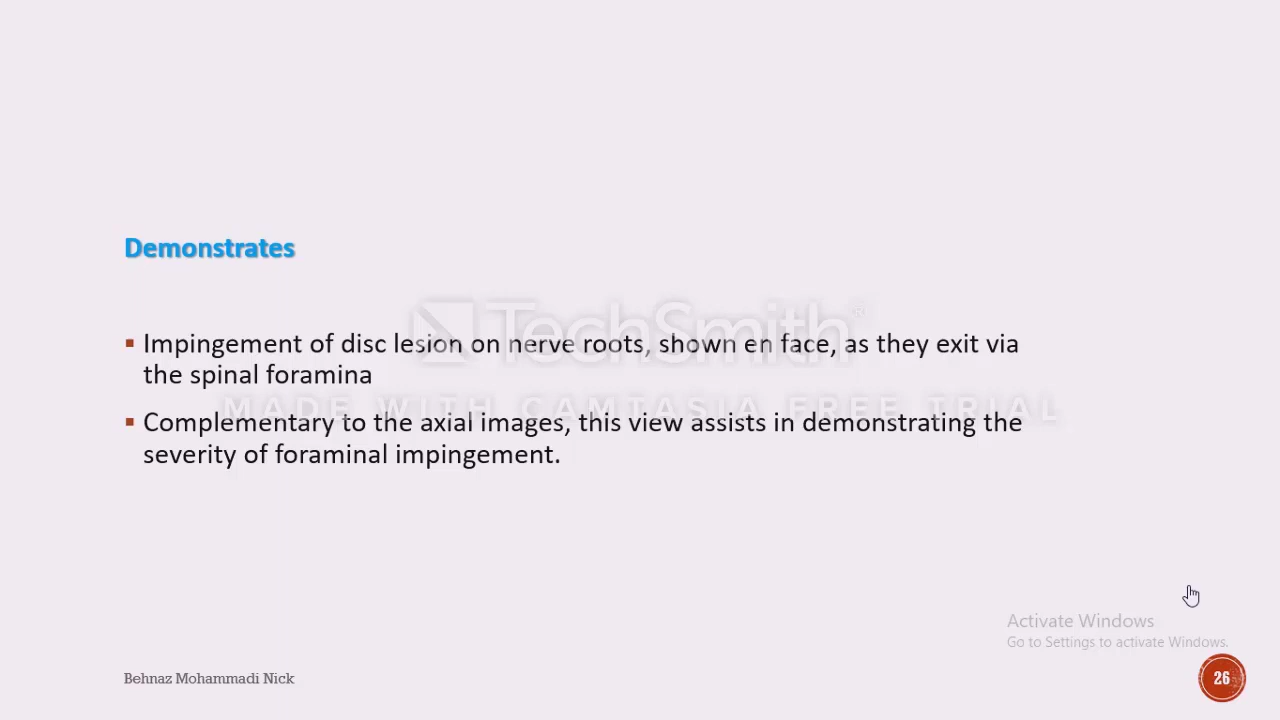 Demonstrates
TechSmith®
▪ Impingement of disc lesion on nerve roots, shown en face, as they exit via
the spinal foramina
MADE WITH CAMTASIA FREE TRIAL
▪ Complementary to the axial images, this view assists in demonstrating the
severity of foraminal impingement.
Activate Windows
Go to Settings to activate Windows.
Behnaz Mohammadi Nick
26